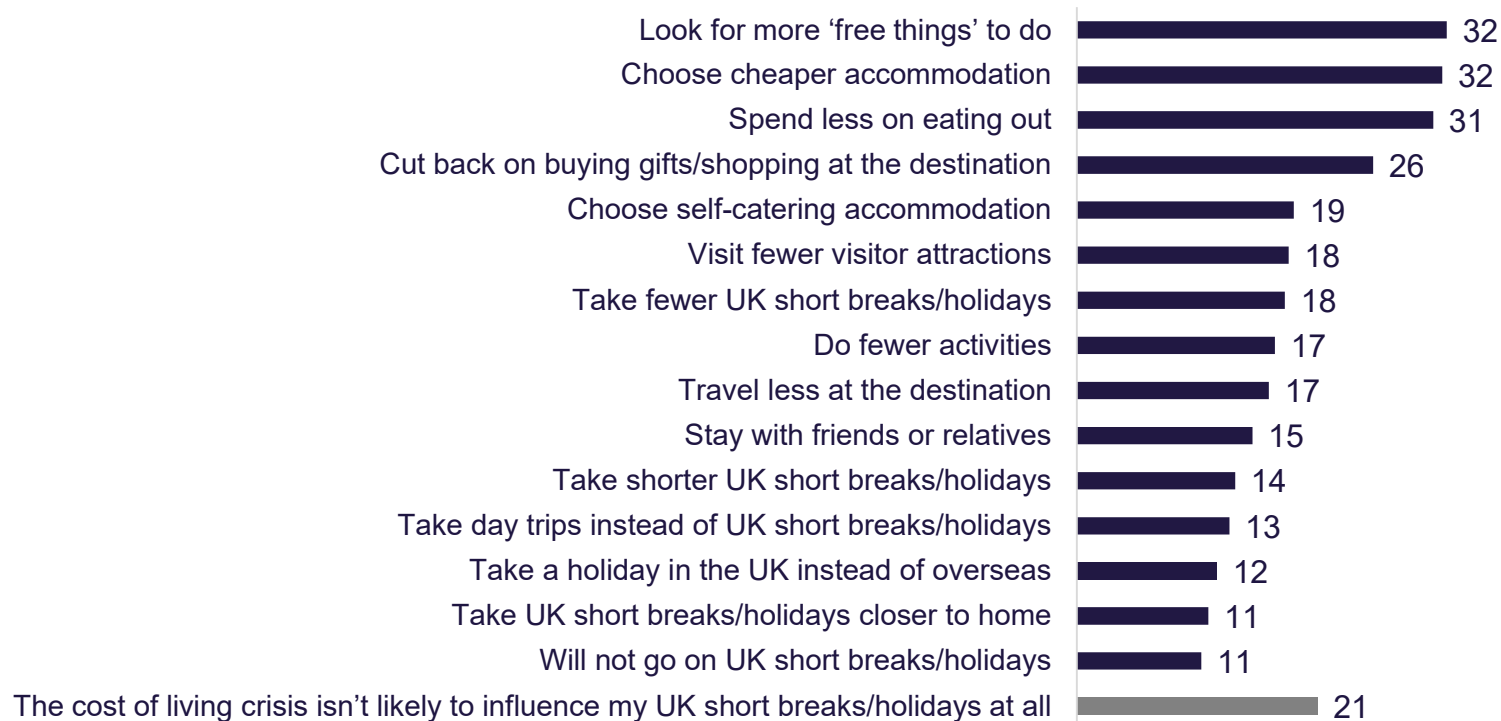 Look for more ‘free things’ to do 32
Choose cheaper accommodation 32
Spend less on eating out 31
Cut back on buying gifts/shopping at the destination 26
Choose self-catering accommodation 19
Visit fewer visitor attractions 18
Take fewer UK short breaks/holidays 18
Do fewer activities 17
Travel less at the destination 17
Stay with friends or relatives 15
Take shorter UK short breaks/holidays 14
Take day trips instead of UK short breaks/holidays 13
Take a holiday in the UK instead of overseas 12
Take UK short breaks/holidays closer to home 11
Will not go on UK short breaks/holidays 11
The cost of living crisis isn’t likely to influence my UK short breaks/holidays at all 21